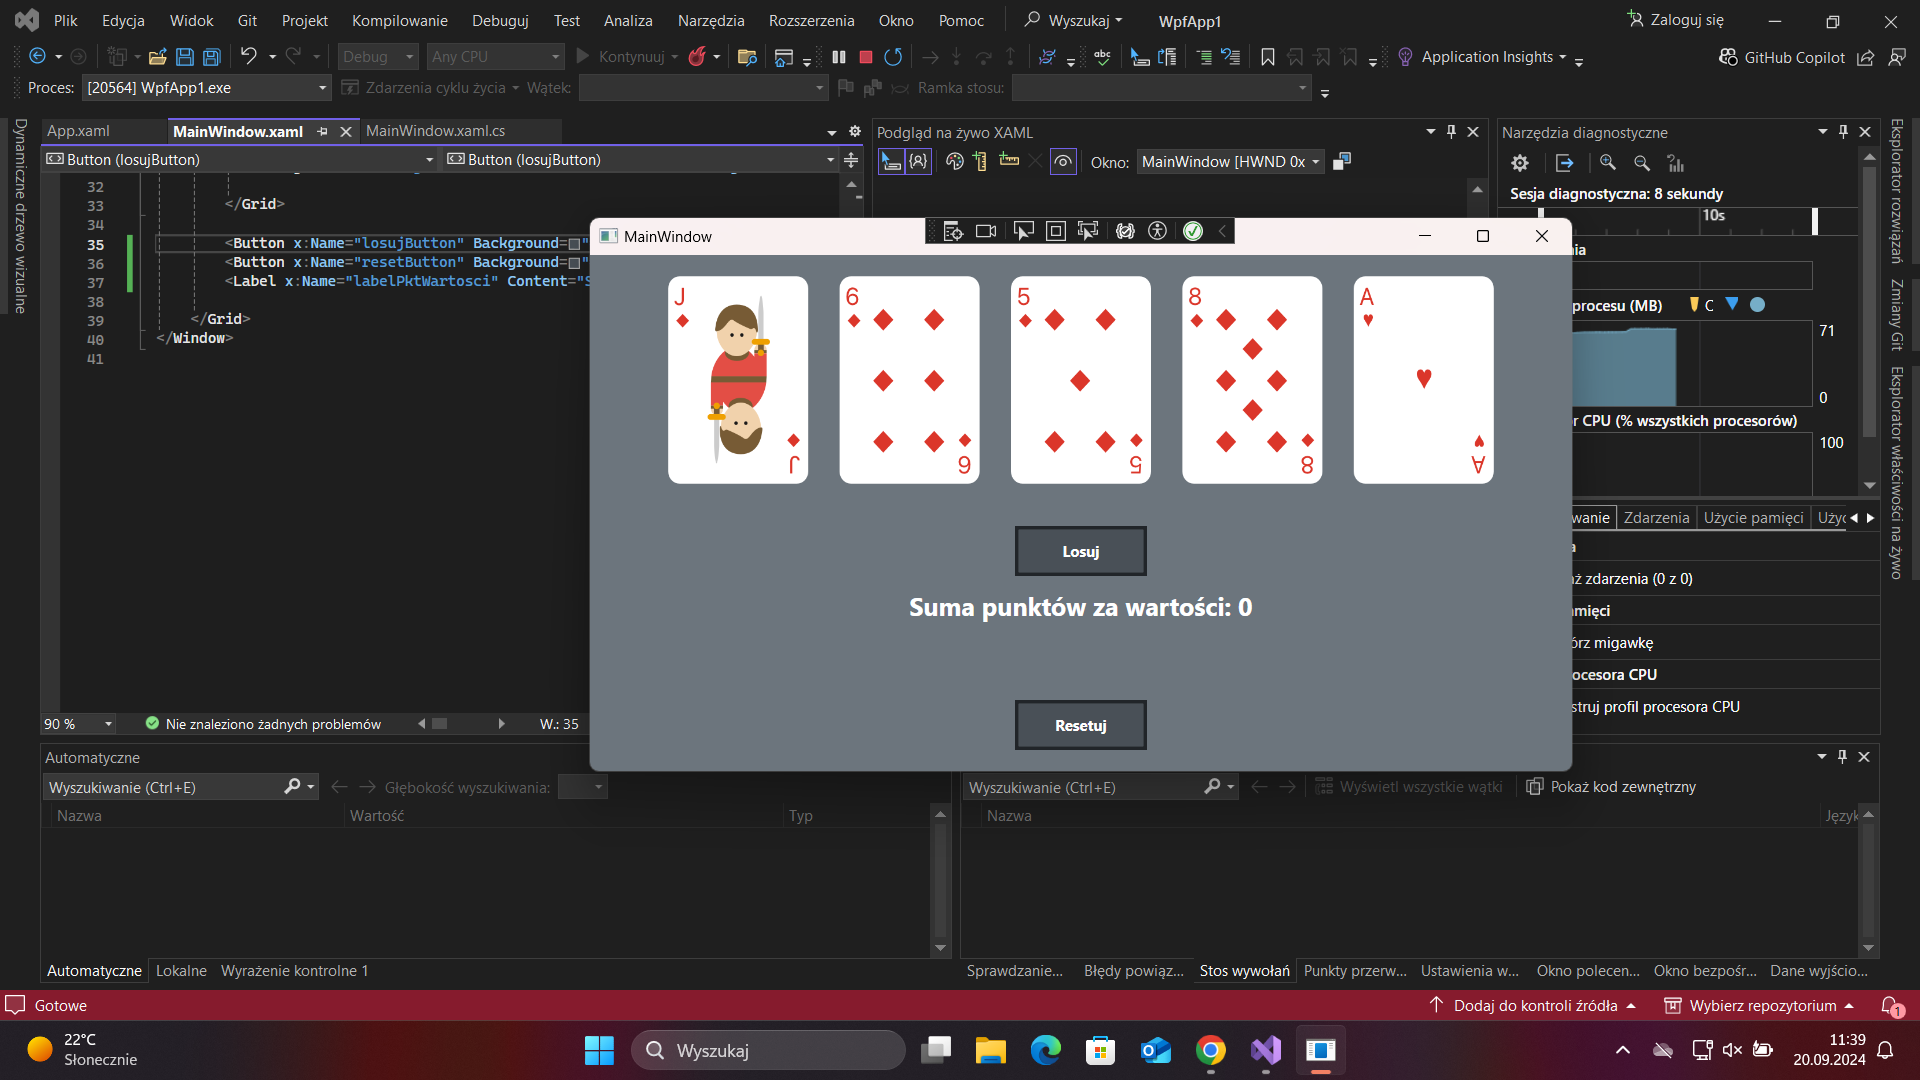 Plik Edycja Widok Git Projekt Kompilowanie Debuguj Test Analiza Narzędzia Rozszerzenia Okno Pomoc Wyszukaj WpfApp1 Zaloguj się
Debug Any CPU Kontynuuj Application Insights GitHub Copilot
Proces: [20564] WpfApp1.exe Zdarzenia cyklu życia Wątek: Ramka stosu:
Dynamiczne drzewo wizualne
App.xaml MainWindow.xaml MainWindow.xaml.cs
Button (losujButton) Button (losujButton)
32
33 </Grid>
34
35 <Button x:Name="losujButton" Background="
36 <Button x:Name="resetButton" Background="
37 <Label x:Name="labelPktWartosci" Content="S
38
39 </Grid>
40 </Window>
41
90 % Nie znaleziono żadnych problemów W.: 35
Podgląd na żywo XAML
Okno: MainWindow [HWND 0x
MainWindow
J
J
6
6
5
5
8
8
A
A
Losuj
Suma punktów za wartości: 0
Resetuj
Narzędzia diagnostyczne
Sesja diagnostyczna: 8 sekundy
10s
ia
procesu (MB) C
71
0
r CPU (% wszystkich procesorów)
100
wanie Zdarzenia Użycie pamięci Użyc
a
ż zdarzenia (0 z 0)
mięci
órz migawkę
ocesora CPU
struj profil procesora CPU
Eksplorator rozwiązań
Zmiany Git
Eksplorator właściwości na żywo
Automatyczne
Wyszukiwanie (Ctrl+E) Głębokość wyszukiwania:
Nazwa Wartość Typ
Automatyczne Lokalne Wyrażenie kontrolne 1
Wyszukiwanie (Ctrl+E) Wyświetl wszystkie wątki Pokaż kod zewnętrzny
Nazwa Język
Sprawdzanie... Błędy powiąz... Stos wywołań Punkty przerw... Ustawienia w... Okno polecen... Okno bezpośr... Dane wyjścio...
Gotowe Dodaj do kontroli źródła Wybierz repozytorium 1
22°C
Słonecznie
Wyszukaj
11:39
20.09.2024